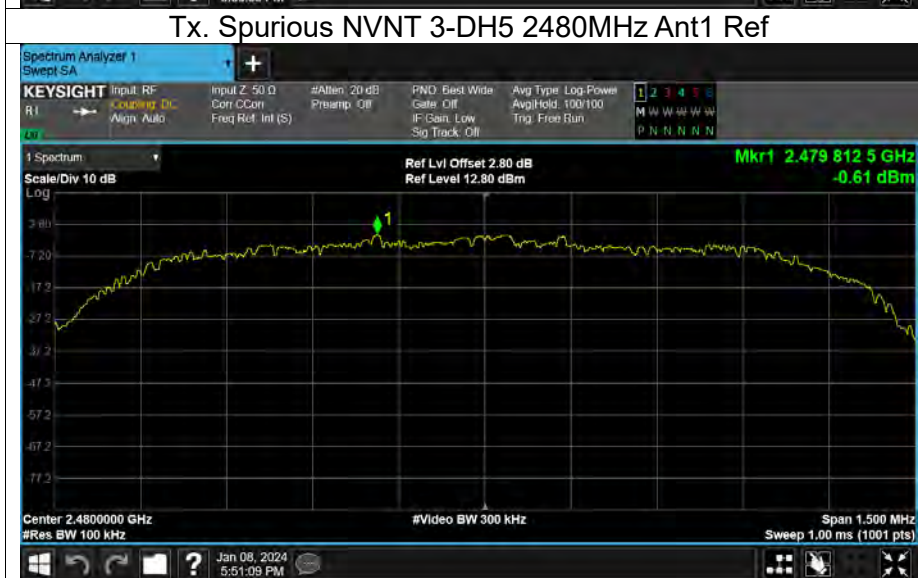 Tx. Spurious NVNT 3-DH5 2480MHz Ant1 Ref
Spectrum Analyzer 1
Swept SA
+
KEYSIGHT Input: RF Input Z: 50 Ω #Atten: 20 dB PNO: Best Wide Avg Type: Log-Power 1 2 3 4 5 6
Coupling: DC Corr CCorr Preamp: Off Gate: Off Avg|Hold: 100/100 M W W W W W
Align: Auto Freq Ref: Int (S) IF Gain: Low Trig: Free Run
Sig Track: Off P N N N N N
1 Spectrum Ref Lvl Offset 2.80 dB Mkr1 2.479 812 5 GHz
Scale/Div 10 dB Ref Level 12.80 dBm -0.61 dBm
Log
2.80
1
-7.20
-17.2
-27.2
-37.2
-47.2
-57.2
-67.2
-77.2
Center 2.4800000 GHz #Video BW 300 kHz Span 1.500 MHz
#Res BW 100 kHz Sweep 1.00 ms (1001 pts)
? Jan 08, 2024
5:51:09 PM